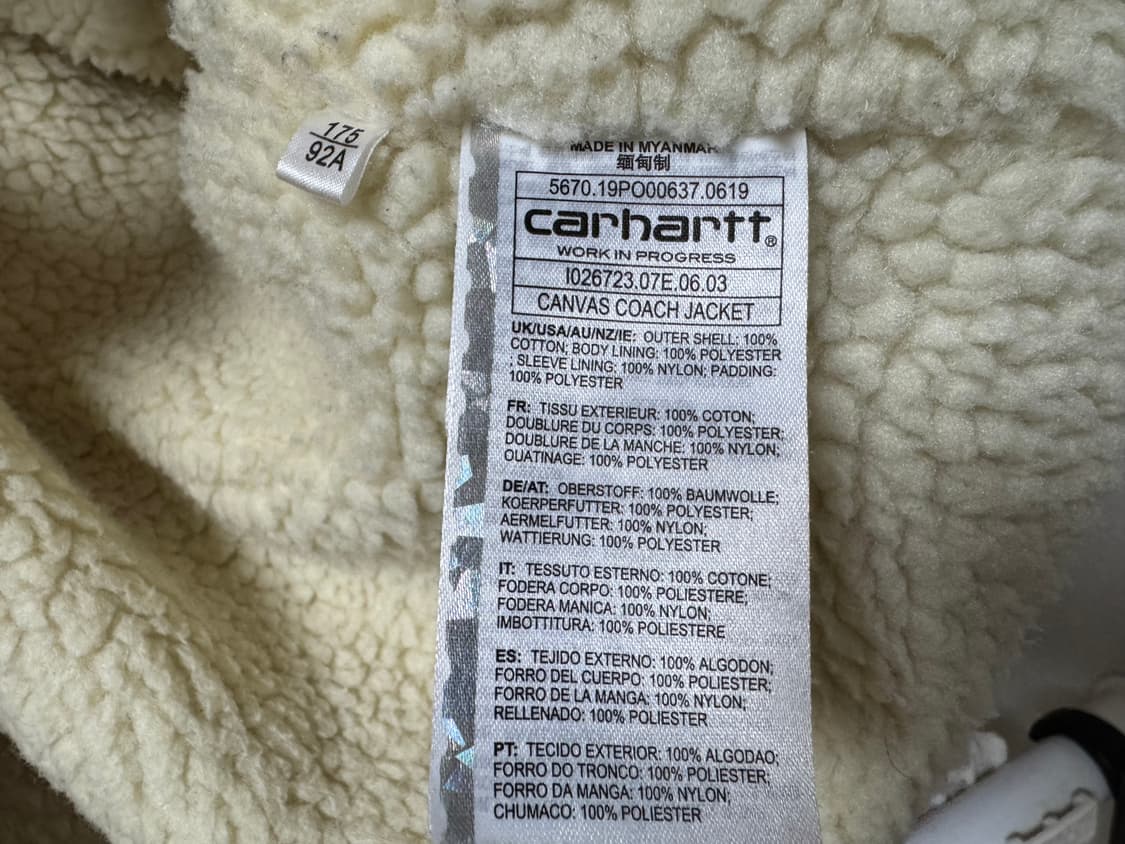 175
92A
MADE IN MYANMAR
缅甸制
5670.19PO00637.0619
carhartt®
WORK IN PROGRESS
I026723.07E.06.03
CANVAS COACH JACKET
UK/USA/AU/NZ/IE: OUTER SHELL: 100%
COTTON; BODY LINING: 100% POLYESTER
; SLEEVE LINING: 100% NYLON; PADDING:
100% POLYESTER
FR: TISSU EXTERIEUR: 100% COTON;
DOUBLURE DU CORPS: 100% POLYESTER;
DOUBLURE DE LA MANCHE: 100% NYLON;
OUATINAGE: 100% POLYESTER
DE/AT: OBERSTOFF: 100% BAUMWOLLE;
KOERPERFUTTER: 100% POLYESTER;
AERMELFUTTER: 100% NYLON;
WATTIERUNG: 100% POLYESTER
IT: TESSUTO ESTERNO: 100% COTONE;
FODERA CORPO: 100% POLIESTERE;
FODERA MANICA: 100% NYLON;
IMBOTTITURA: 100% POLIESTERE
ES: TEJIDO EXTERNO: 100% ALGODON;
FORRO DEL CUERPO: 100% POLIESTER;
FORRO DE LA MANGA: 100% NYLON;
RELLENADO: 100% POLIESTER
PT: TECIDO EXTERIOR: 100% ALGODAO;
FORRO DO TRONCO: 100% POLIESTER;
FORRO DA MANGA: 100% NYLON;
CHUMACO: 100% POLIESTER